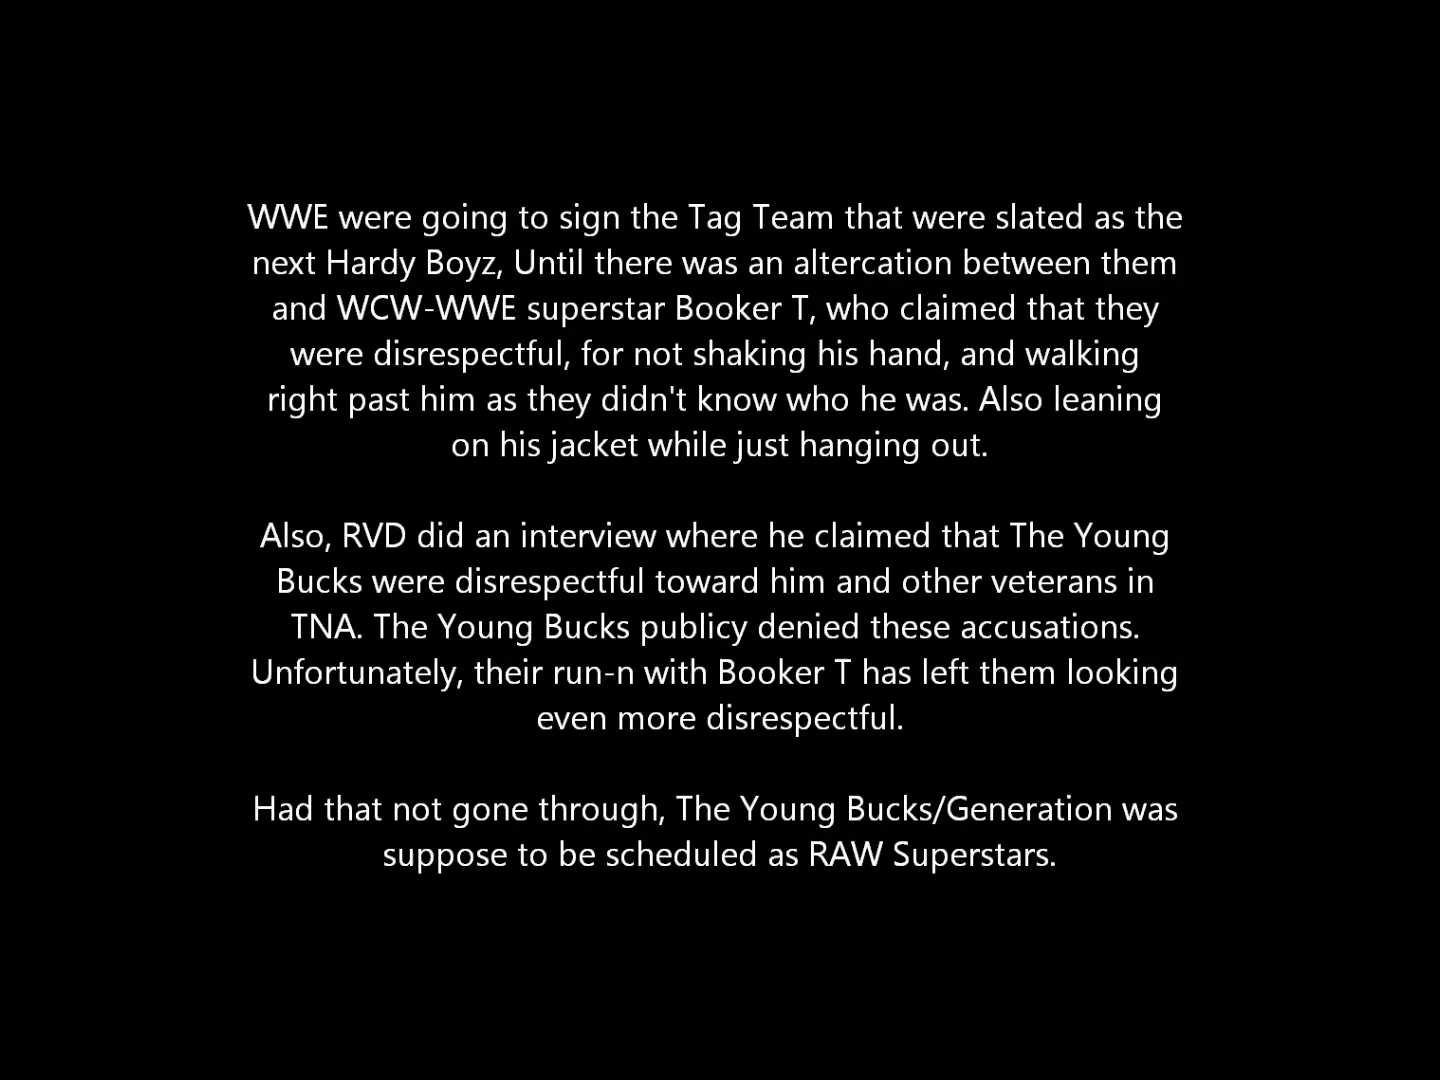 WWE were going to sign the Tag Team that were slated as the
next Hardy Boyz, Until there was an altercation between them
and WCW-WWE superstar Booker T, who claimed that they
were disrespectful, for not shaking his hand, and walking
right past him as they didn't know who he was. Also leaning
on his jacket while just hanging out.
Also, RVD did an interview where he claimed that The Young
Bucks were disrespectful toward him and other veterans in
TNA. The Young Bucks publicy denied these accusations.
Unfortunately, their run-n with Booker T has left them looking
even more disrespectful.
Had that not gone through, The Young Bucks/Generation was
suppose to be scheduled as RAW Superstars.